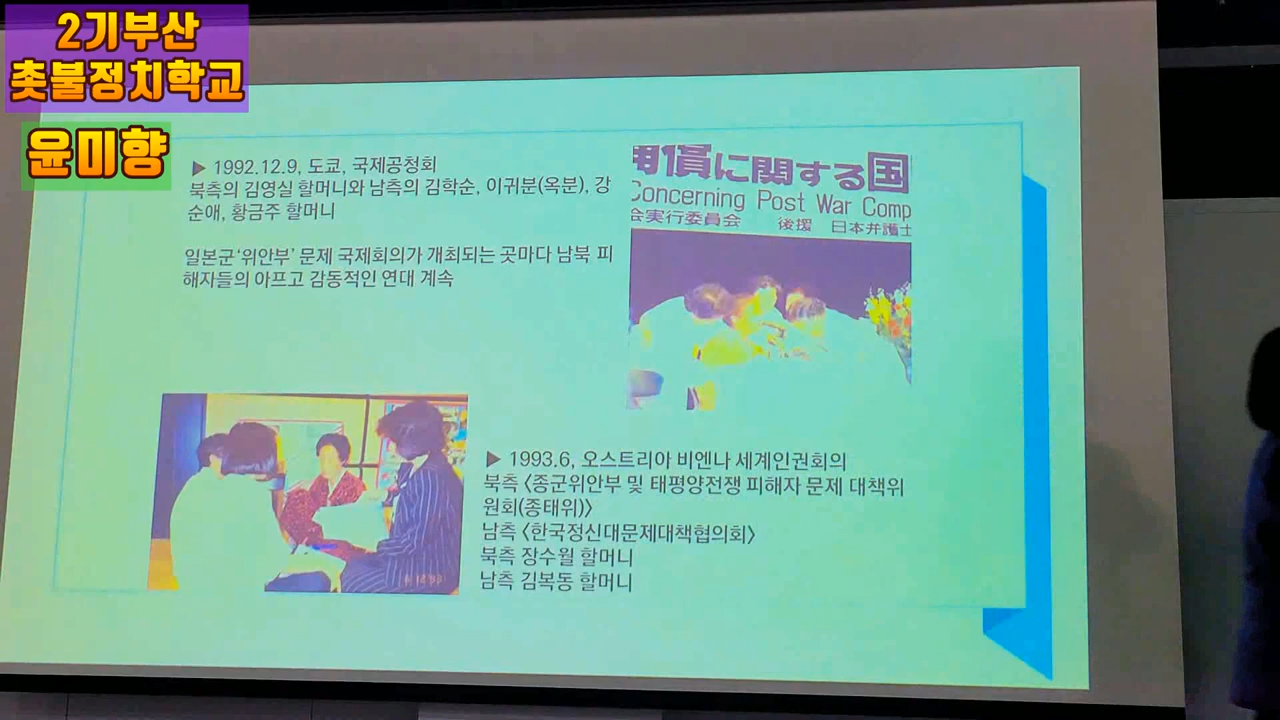 2기부산
촛불정치학교
윤미향
▶ 1992.12.9, 도쿄, 국제공청회
북측의 김영실 할머니와 남측의 김학순, 이귀분(옥분), 강
순애, 황금주 할머니
일본군 '위안부' 문제 국제회의가 개최되는 곳마다 남북 피
해자들의 아프고 감동적인 연대 계속
償に関する国
Concerning Post War Comp
会実行委員会 後援 日本弁護士
▶ 1993.6, 오스트리아 비엔나 세계인권회의
북측 〈종군위안부 및 태평양전쟁 피해자 문제 대책위
원회(종태위)〉
남측 〈한국정신대문제대책협의회〉
북측 장수월 할머니
남측 김복동 할머니